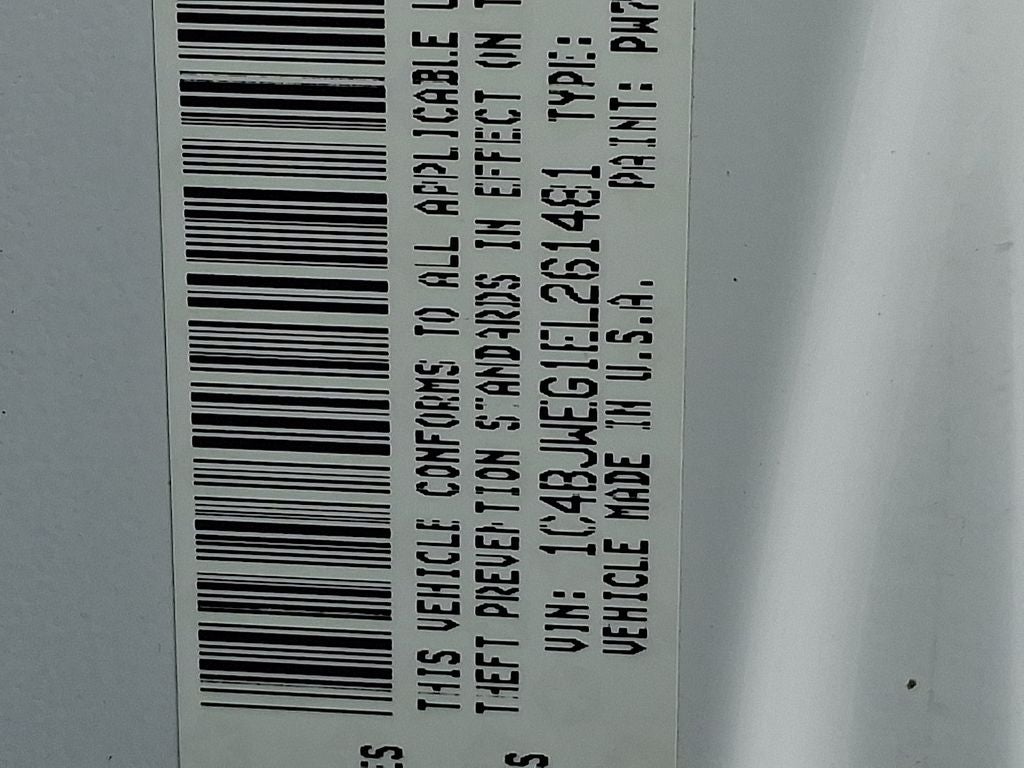 THIS VEHICLE CONFORMS TO ALL APPLICABLE
THEFT PREVENTION STANDARDS IN EFFECT ON
VIN: 1C4BJWEG1EL261481 TYPE:
VEHICLE MADE IN U.S.A. PAINT: PW7